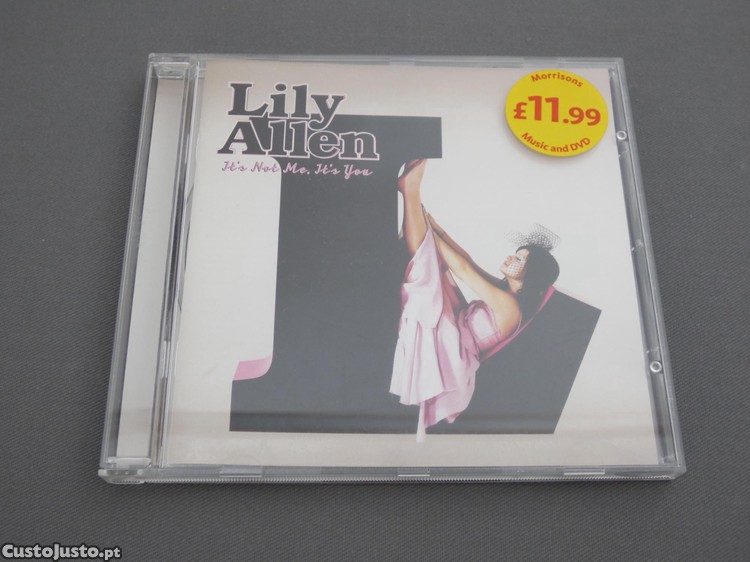 Lily
Allen
It's Not Me, It's You
Morrisons
£11.99
Music and DVD
CustoJusto.pt